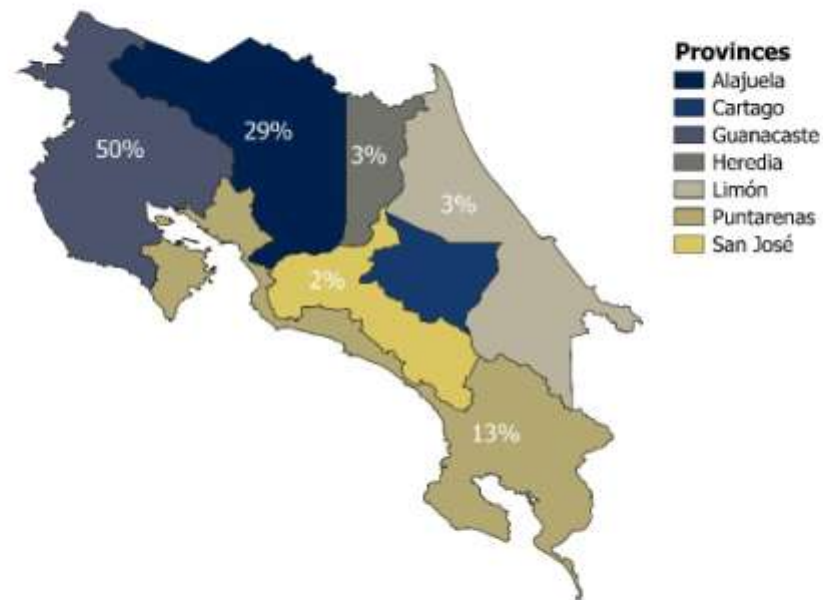 Provinces
Alajuela
Cartago
Guanacaste
Heredia
Limón
Puntarenas
San José
29%
50%
3%
3%
2%
13%